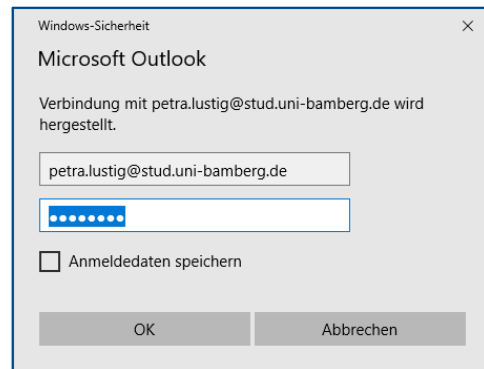 Windows-Sicherheit
Microsoft Outlook
Verbindung mit petra.lustig@stud.uni-bamberg.de wird
hergestellt.
petra.lustig@stud.uni-bamberg.de
●●●●●●●●
Anmeldedaten speichern
OK
Abbrechen